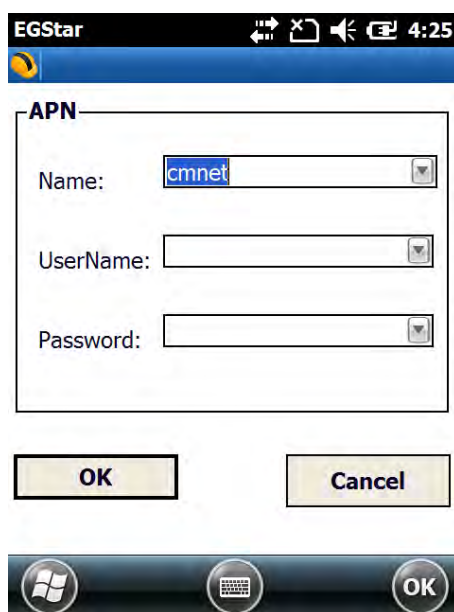 EGStar 4:25
APN
Name: cmnet
UserName:
Password:
OK Cancel
OK